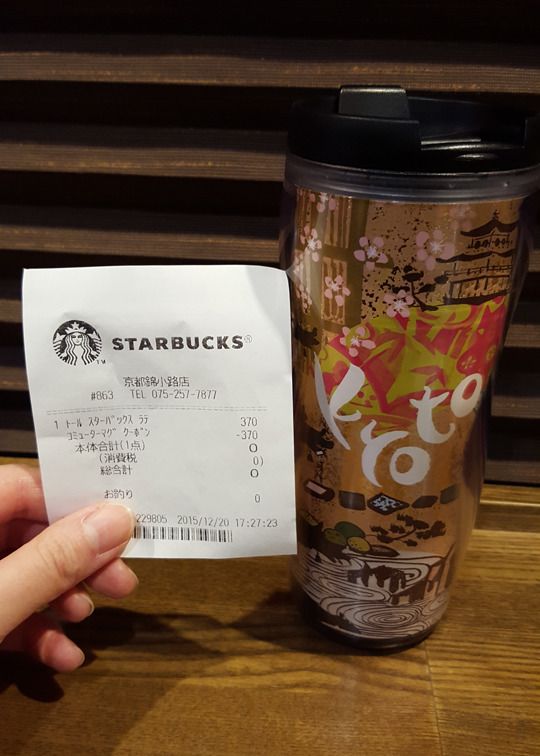 STARBUCKS®
TM
京都錦小路店
#863 TEL 075-257-7877
1 トール スターバックス ラテ 370
コミューターマグ クーポン -370
本体合計(1点) 0
(消費税 0)
総合計 0
お釣り 0
229805 2015/12/20 17:27:23
Kyoto